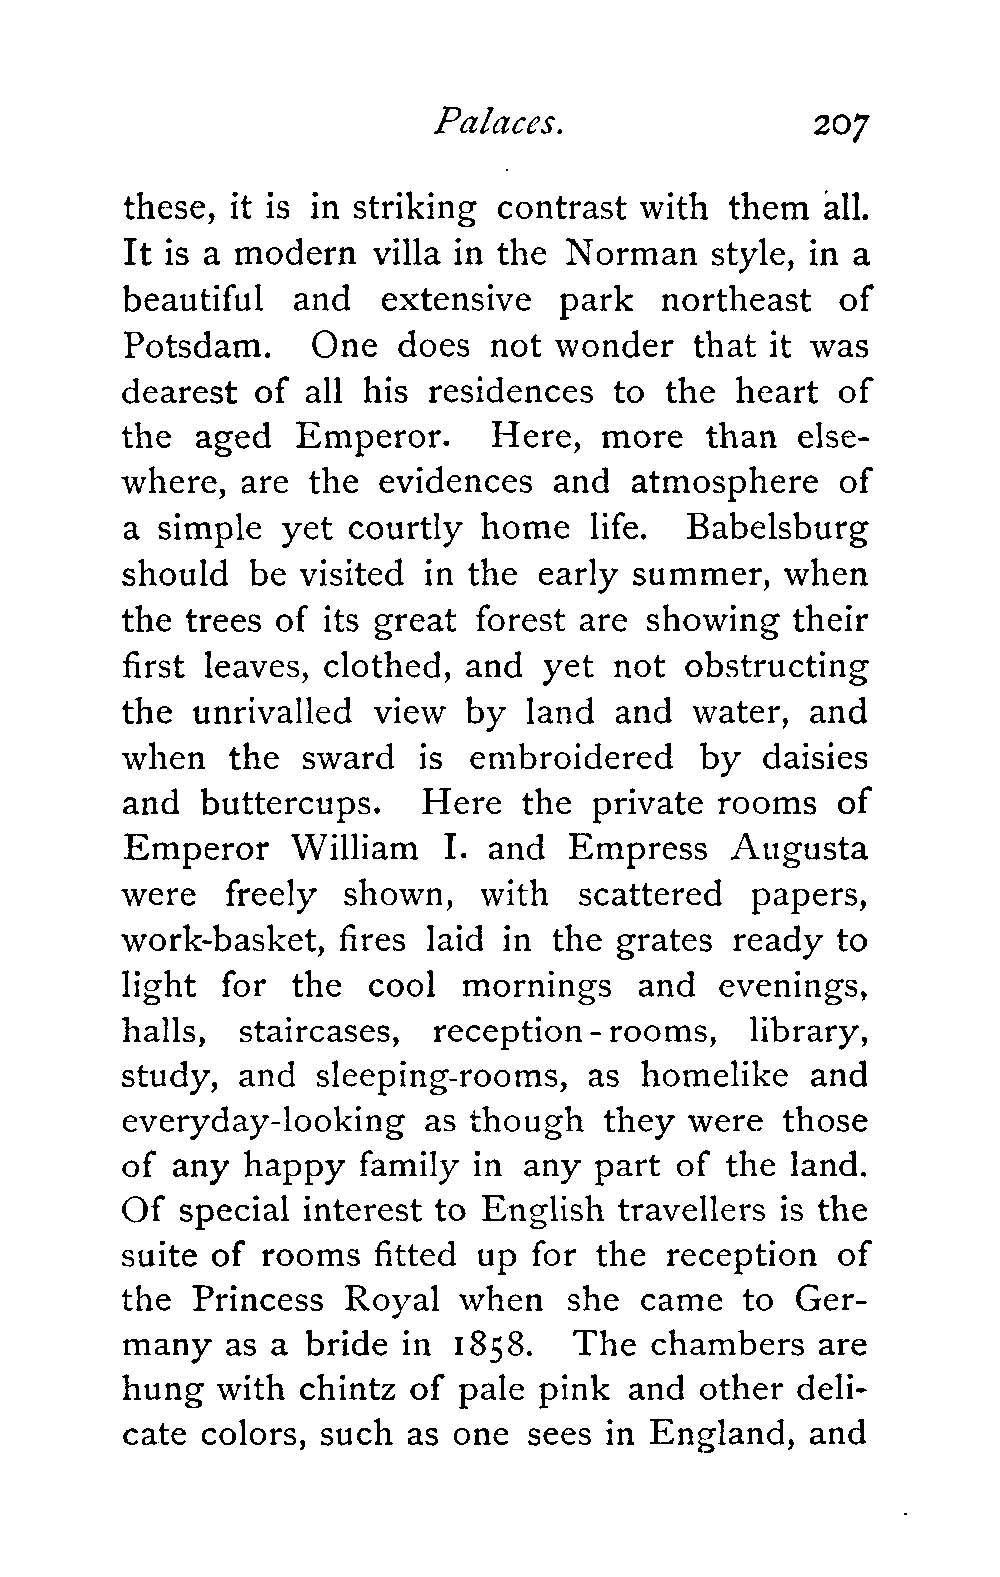 Palaces. 207
these, it is in striking contrast with them all.
It is a modern villa in the Norman style, in a
beautiful and extensive park northeast of
Potsdam. One does not wonder that it was
dearest of all his residences to the heart of
the aged Emperor. Here, more than else-
where, are the evidences and atmosphere of
a simple yet courtly home life. Babelsburg
should be visited in the early summer, when
the trees of its great forest are showing their
first leaves, clothed, and yet not obstructing
the unrivalled view by land and water, and
when the sward is embroidered by daisies
and buttercups. Here the private rooms of
Emperor William I. and Empress Augusta
were freely shown, with scattered papers,
work-basket, fires laid in the grates ready to
light for the cool mornings and evenings,
halls, staircases, reception-rooms, library,
study, and sleeping-rooms, as homelike and
everyday-looking as though they were those
of any happy family in any part of the land.
Of special interest to English travellers is the
suite of rooms fitted up for the reception of
the Princess Royal when she came to Ger-
many as a bride in 1858. The chambers are
hung with chintz of pale pink and other deli-
cate colors, such as one sees in England, and